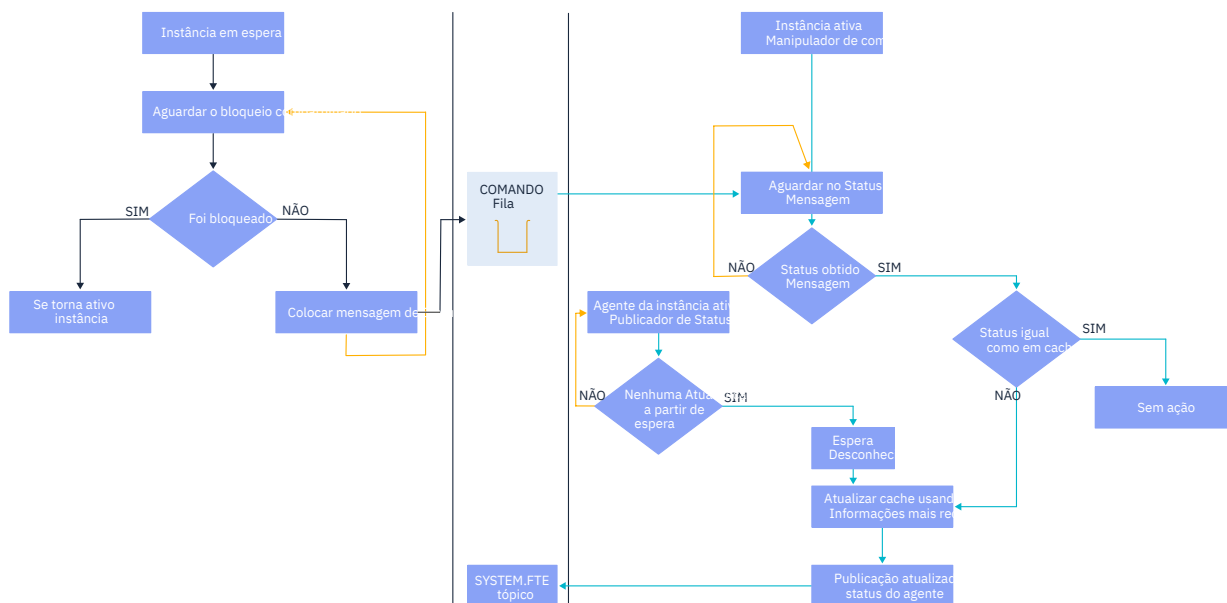 Instância em espera
Aguardar o bloqueio
Foi bloqueado
SIM
NÃO
Se torna ativo
instância
Colocar mensagem de
COMANDO
Fila
SYSTEM.FTE
tópico
Instância ativa
Manipulador de com
Aguardar no Status
Mensagem
Status obtido
Mensagem
NÃO
SIM
Agente da instância ativ
Publicador de Status
Nenhuma Atua
a partir de
espera
NÃO
SIM
Status igual
como em cach
SIM
NÃO
Sem ação
Espera
Desconhec
Atualizar cache usand
Informações mais re
Publicação atualizad
status do agente